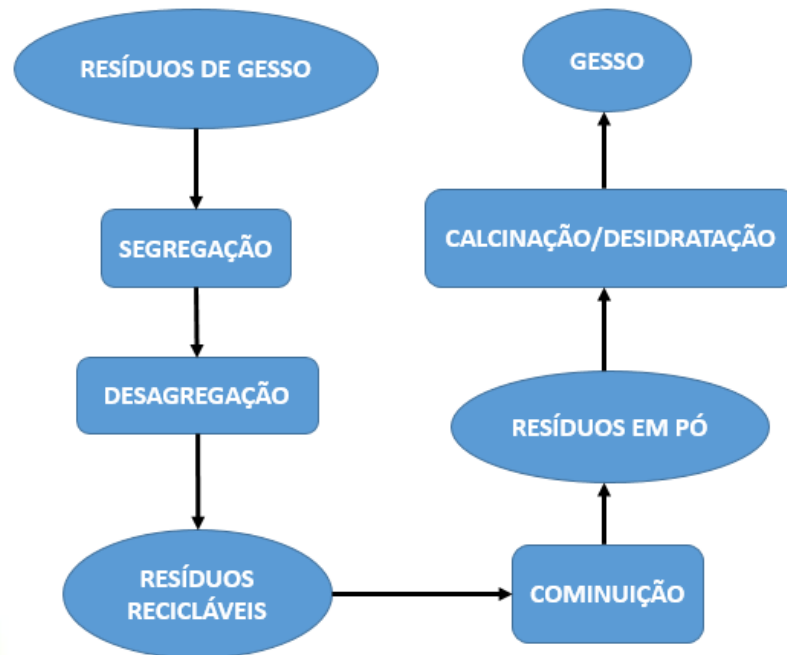 RESÍDUOS DE GESSO
SEGREGAÇÃO
DESAGREGAÇÃO
RESÍDUOS
RECICLÁVEIS
COMINUIÇÃO
RESÍDUOS EM PÓ
CALCINAÇÃO/DESIDRATAÇÃO
GESSO